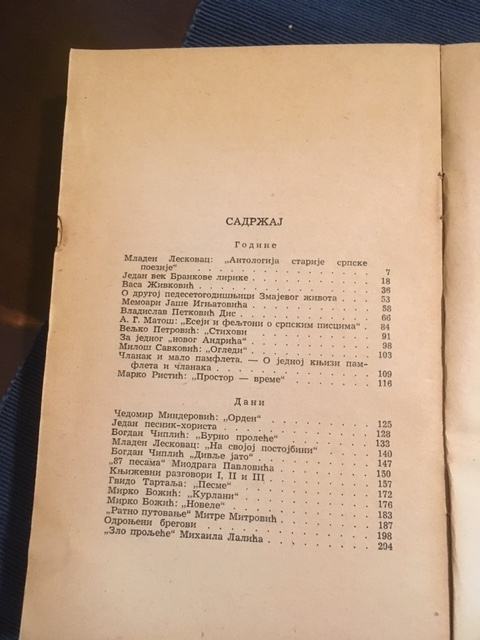 САДРЖАЈ
Године
Младен Лесковац: „Антологија старије српске
поезије“ . . . . . . . . . . . . 7
Један век Бранкове лирике . . . . . . . . . 18
Васа Живковић . . . . . . . . . . . . 36
О другој педесетогодишњици Змајевог живота . . . 53
Мемоари Јаше Игњатовића . . . . . . . . . 58
Владислав Петковић Дис . . . . . . . . . 66
А. Г. Матош: „Есеји и фељтони о српским писцима“ . 84
Вељко Петровић: „Стихови . . . . . . . . . 91
За једног „новог Андрића“ . . . . . . . . . 98
Милош Савковић: „Огледи“ . . . . . . . . . 103
Чланак и мало памфлета. — О једној књизи пам-
флета и чланака . . . . . . . . . . 109
Марко Ристић: „Простор — време“ . . . . . . . 116
Дани
Чедомир Миндеровић: „Орден“ . . . . . . . . 125
Један песник-хориста . . . . . . . . . . 128
Богдан Чиплић: „Бурно пролеће“ . . . . . . . 133
Младен Лесковац: „На својој постојбини“ . . . . 140
Богдан Чиплић „Дивље јато“ . . . . . . . . 147
„87 песама“ Миодрага Павловића . . . . . . . 150
Књижевни разговори I, II и III . . . . . . . 157
Гвидо Тартаља: „Песме“ . . . . . . . . . 172
Мирко Божић: „Курлани“ . . . . . . . . . 176
Мирко Божић: „Новеле“ . . . . . . . . . 183
„Ратно путовање“ Митре Митровић . . . . . . 187
Одроњени брегови . . . . . . . . . . . 198
„Зло прољеће“ Михаила Лалића . . . . . . . 204